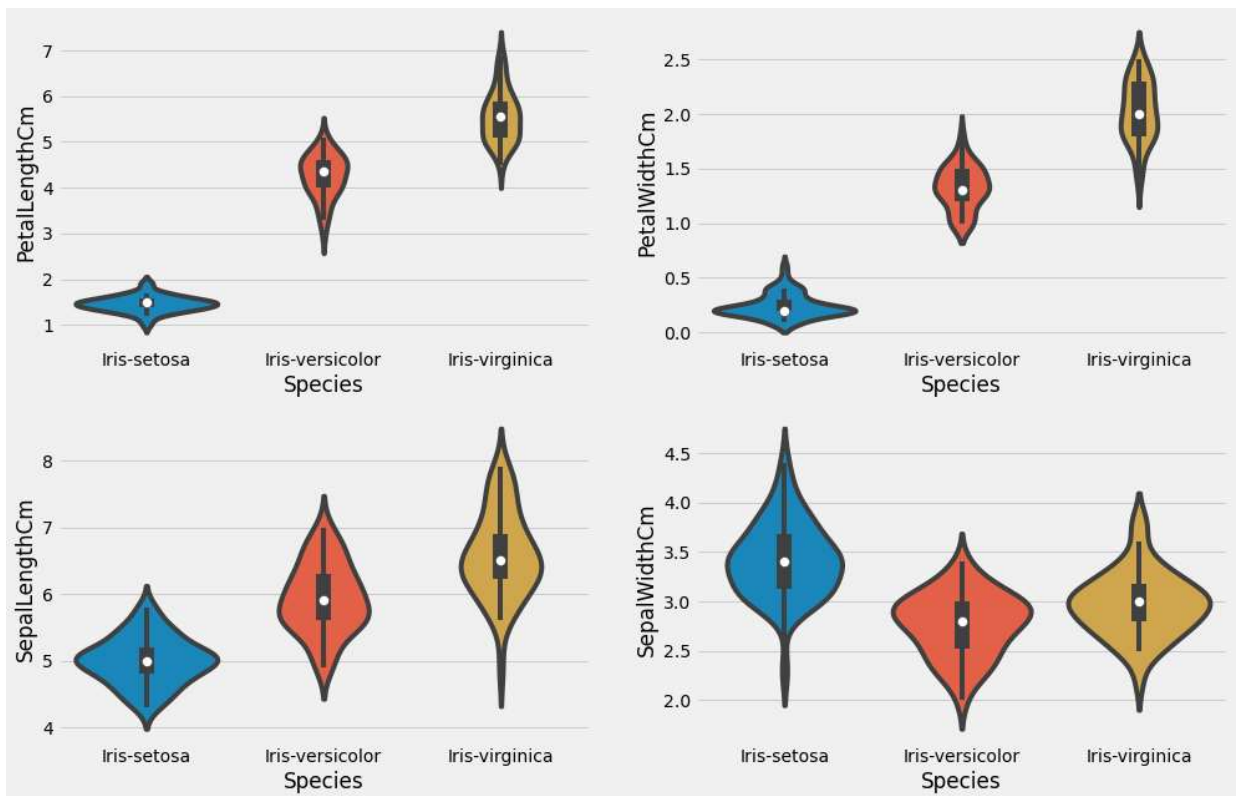 PetalLengthCm
7
6
5
4
3
2
1
Iris-setosa Iris-versicolor Iris-virginica
Species
PetalWidthCm
2.5
2.0
1.5
1.0
0.5
0.0
Iris-setosa Iris-versicolor Iris-virginica
Species
SepalLengthCm
8
7
6
5
4
Iris-setosa Iris-versicolor Iris-virginica
Species
SepalWidthCm
4.5
4.0
3.5
3.0
2.5
2.0
Iris-setosa Iris-versicolor Iris-virginica
Species